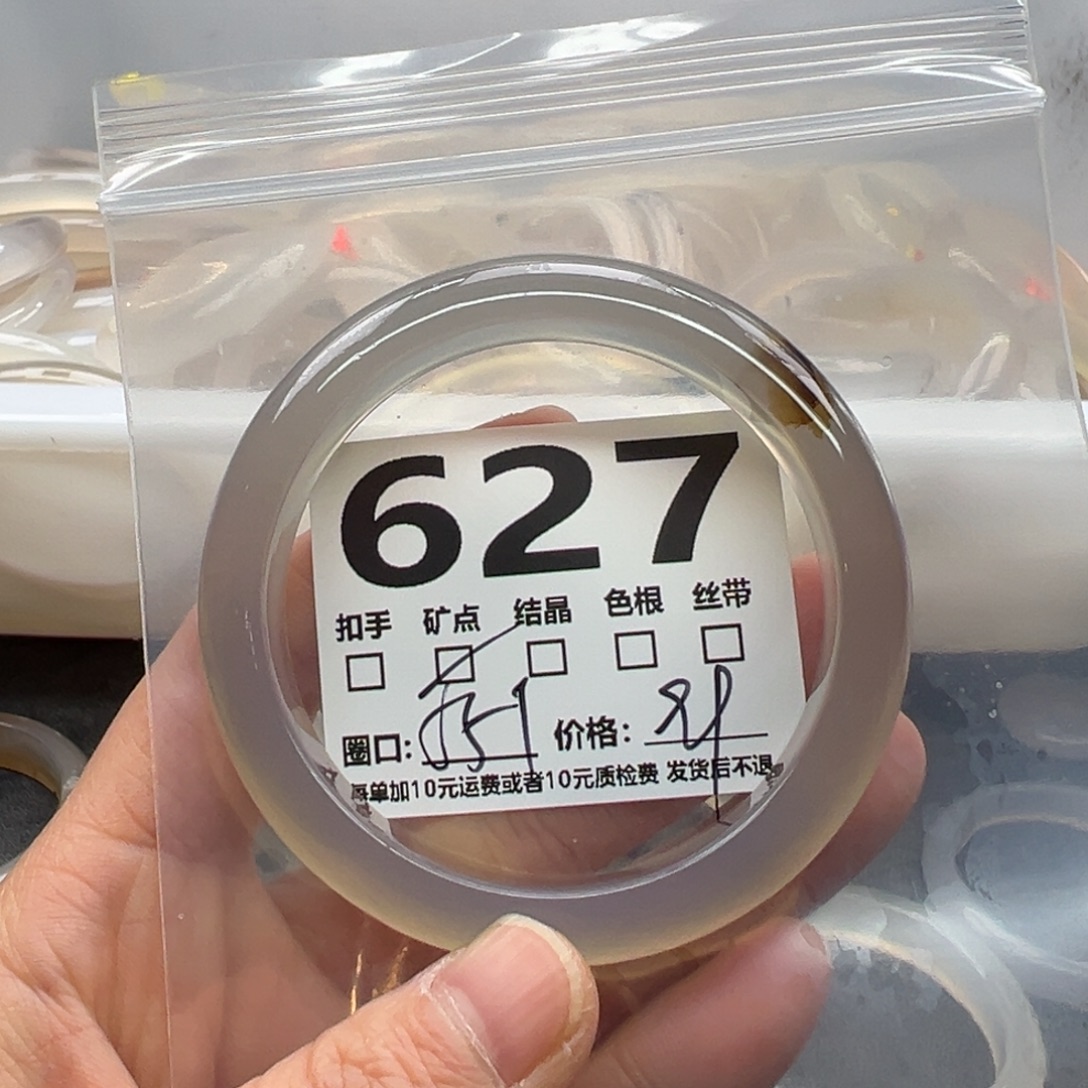 627
扣手 矿点 结晶 色根 丝带
□ □ □ □ □
圈口: 价格:
每单加10元运费或者10元质检费 发货后不退